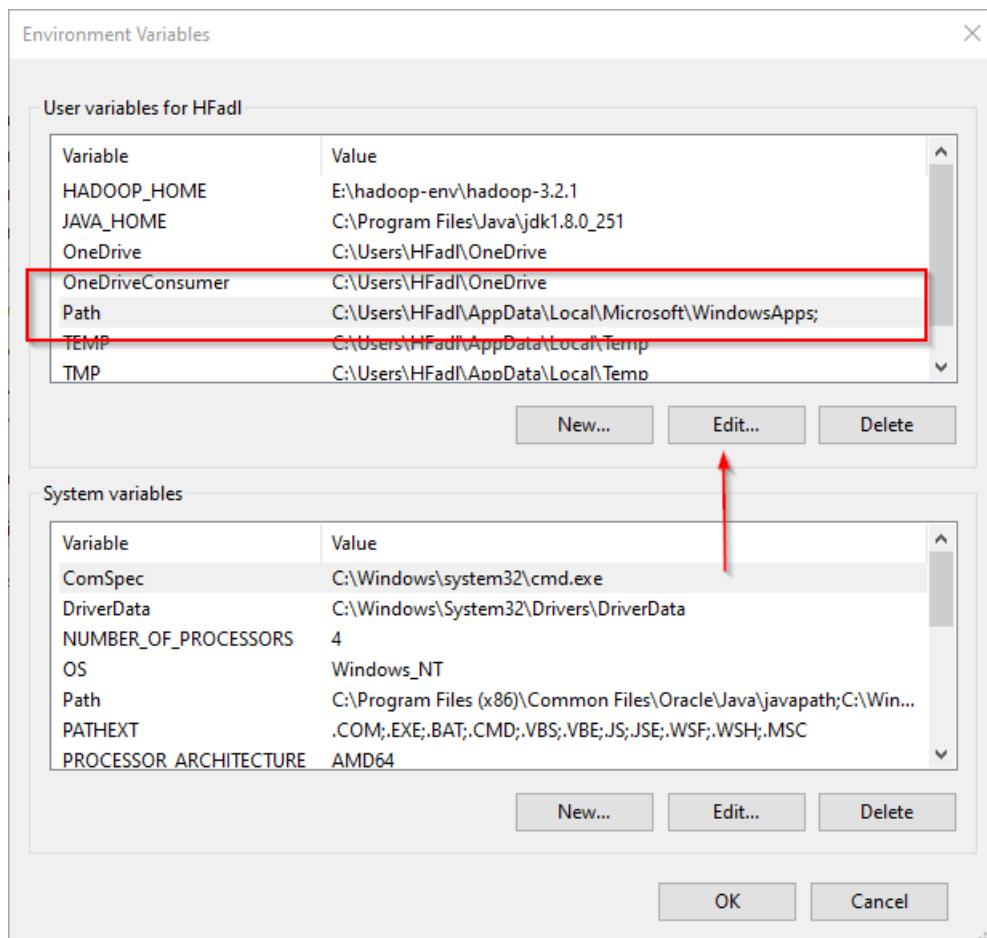 Environment Variables
User variables for HFadl
Variable Value
HADOOP_HOME E:\hadoop-env\hadoop-3.2.1
JAVA_HOME C:\Program Files\Java\jdk1.8.0_251
OneDrive C:\Users\HFadl\OneDrive
OneDriveConsumer C:\Users\HFadl\OneDrive
Path C:\Users\HFadl\AppData\Local\Microsoft\WindowsApps;
TEMP C:\Users\HFadl\AppData\Local\Temp
TMP C:\Users\HFadl\AppData\Local\Temp
New... Edit... Delete
System variables
Variable Value
ComSpec C:\Windows\system32\cmd.exe
DriverData C:\Windows\System32\Drivers\DriverData
NUMBER_OF_PROCESSORS 4
OS Windows_NT
Path C:\Program Files (x86)\Common Files\Oracle\Java\javapath;C:\Win...
PATHEXT .COM;.EXE;.BAT;.CMD;.VBS;.VBE;.JS;.JSE;.WSF;.WSH;.MSC
PROCESSOR_ARCHITECTURE AMD64
New... Edit... Delete
OK Cancel